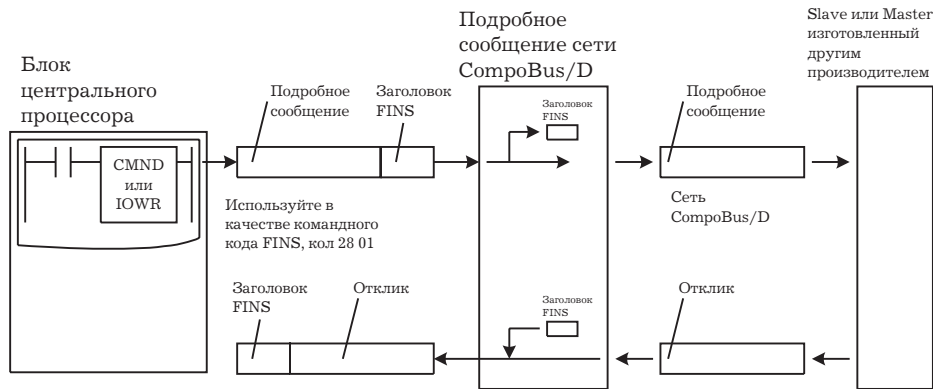 Подробное
сообщение сети
CompoBus/D
Slave или Master
изготовленный
другим
производителем
Блок
центрального
процессора
Подробное
сообщение
Заголовок
FINS
Заголовок
FINS
Подробное
сообщение
CMND
или
IOWR
Используйте в
качестве командного
кода FINS, кол 28 01
Сеть
CompoBus/D
Заголовок
FINS
Отклик
Заголовок
FINS
Отклик